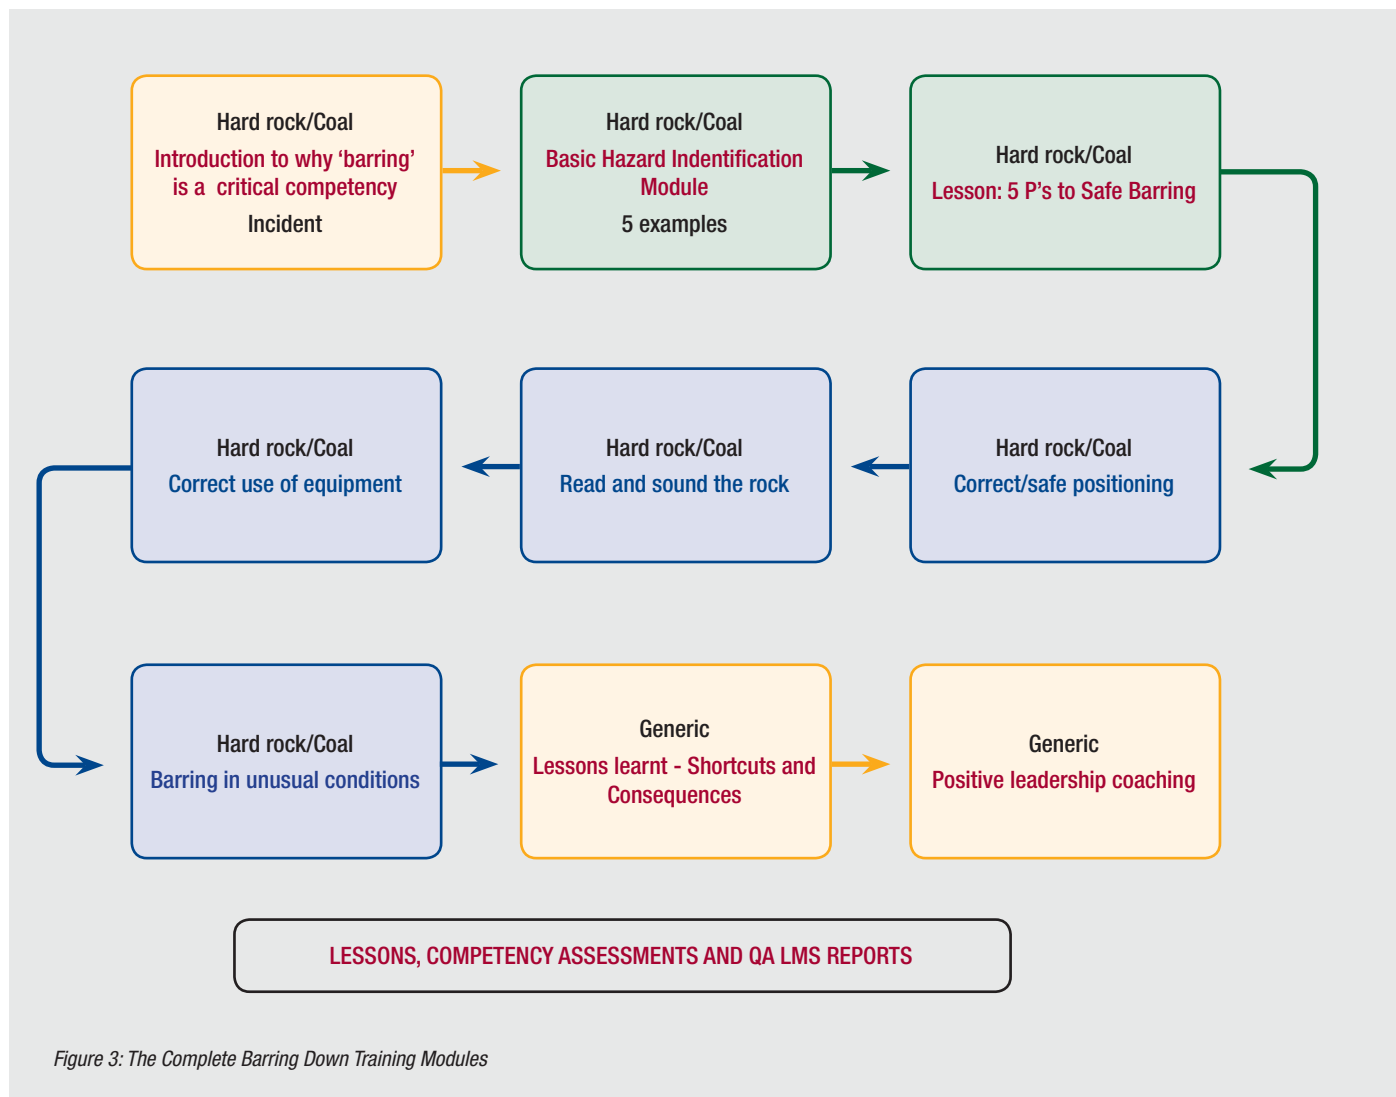 Hard rock/Coal
Introduction to why ‘barring’
is a critical competency
Incident
Hard rock/Coal
Basic Hazard Indentification
Module
5 examples
Hard rock/Coal
Lesson: 5 P’s to Safe Barring
Hard rock/Coal
Correct/safe positioning
Hard rock/Coal
Read and sound the rock
Hard rock/Coal
Correct use of equipment
Hard rock/Coal
Barring in unusual conditions
Generic
Lessons learnt - Shortcuts and
Consequences
Generic
Positive leadership coaching
LESSONS, COMPETENCY ASSESSMENTS AND QA LMS REPORTS
Figure 3: The Complete Barring Down Training Modules